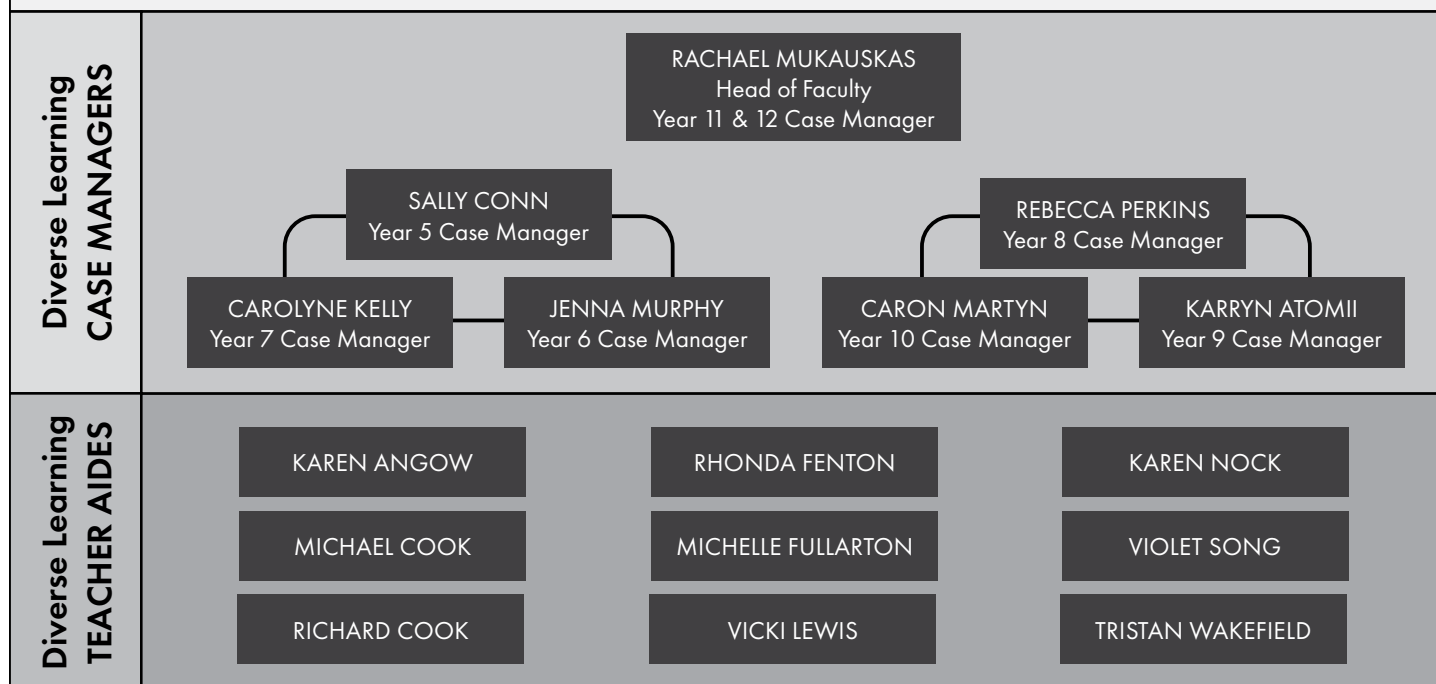 Diverse Learning
CASE MANAGERS
RACHAEL MUKAUSKAS
Head of Faculty
Year 11 & 12 Case Manager
SALLY CONN
Year 5 Case Manager
REBECCA PERKINS
Year 8 Case Manager
CAROLYNE KELLY
Year 7 Case Manager
JENNA MURPHY
Year 6 Case Manager
CARON MARTYN
Year 10 Case Manager
KARRYN ATOMII
Year 9 Case Manager
Diverse Learning
TEACHER AIDES
KAREN ANGOW
RHONDA FENTON
KAREN NOCK
MICHAEL COOK
MICHELLE FULLARTON
VIOLET SONG
RICHARD COOK
VICKI LEWIS
TRISTAN WAKEFIELD